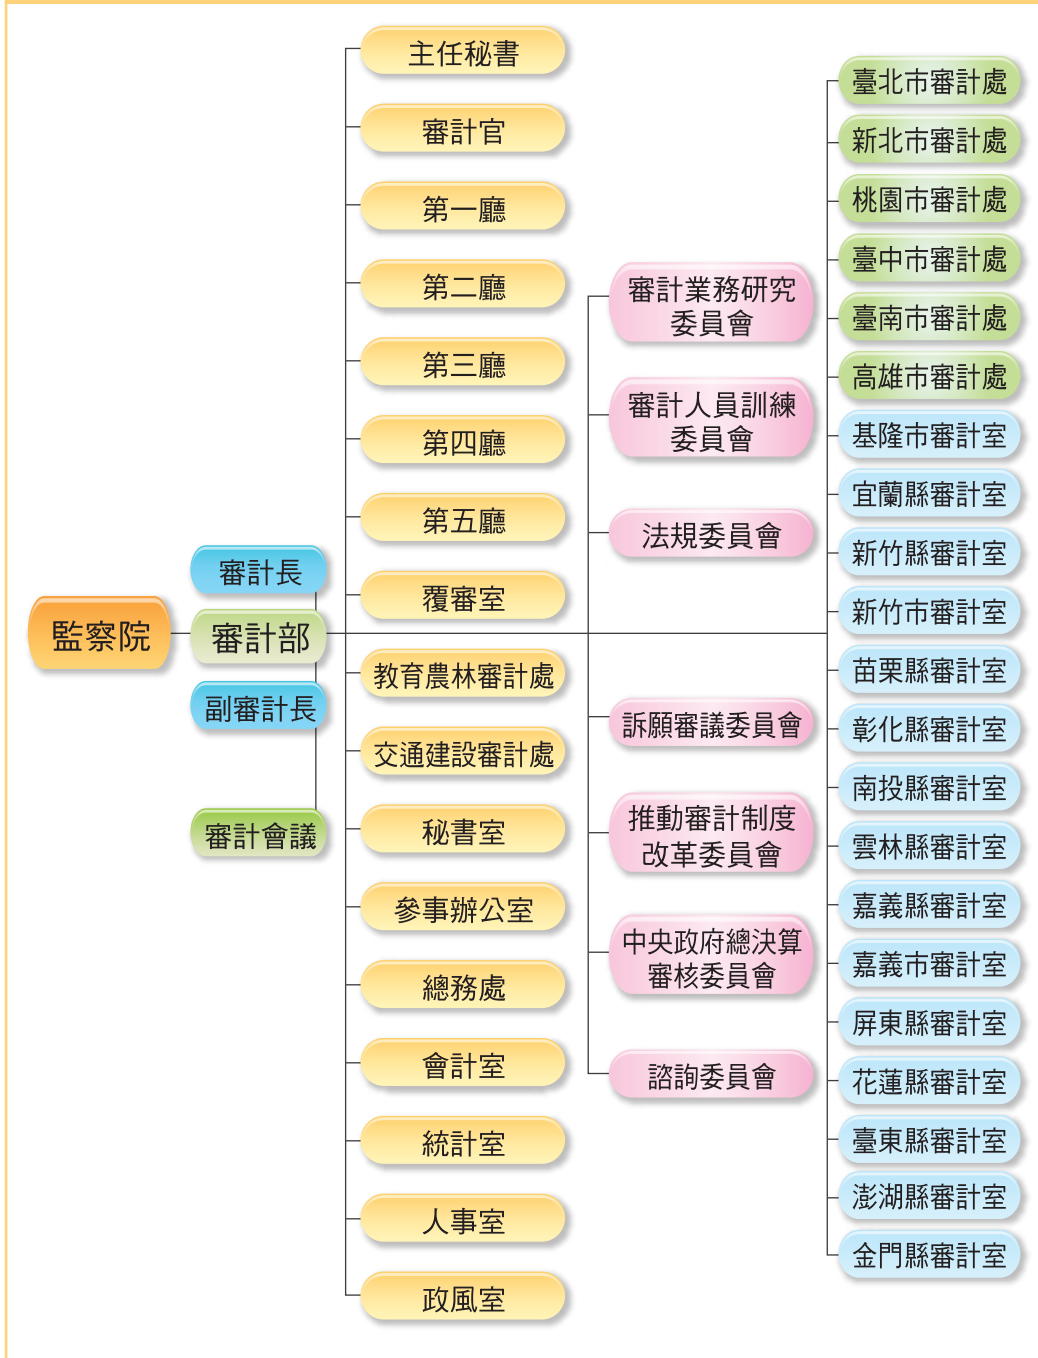 監察院
審計長
審計部
副審計長
審計會議
主任秘書
審計官
第一廳
第二廳
第三廳
第四廳
第五廳
覆審室
教育農林審計處
交通建設審計處
秘書室
參事辦公室
總務處
會計室
統計室
人事室
政風室
審計業務研究
委員會
審計人員訓練
委員會
法規委員會
訴願審議委員會
推動審計制度
改革委員會
中央政府總決算
審核委員會
諮詢委員會
臺北市審計處
新北市審計處
桃園市審計處
臺中市審計處
臺南市審計處
高雄市審計處
基隆市審計室
宜蘭縣審計室
新竹縣審計室
新竹市審計室
苗栗縣審計室
彰化縣審計室
南投縣審計室
雲林縣審計室
嘉義縣審計室
嘉義市審計室
屏東縣審計室
花蓮縣審計室
臺東縣審計室
澎湖縣審計室
金門縣審計室